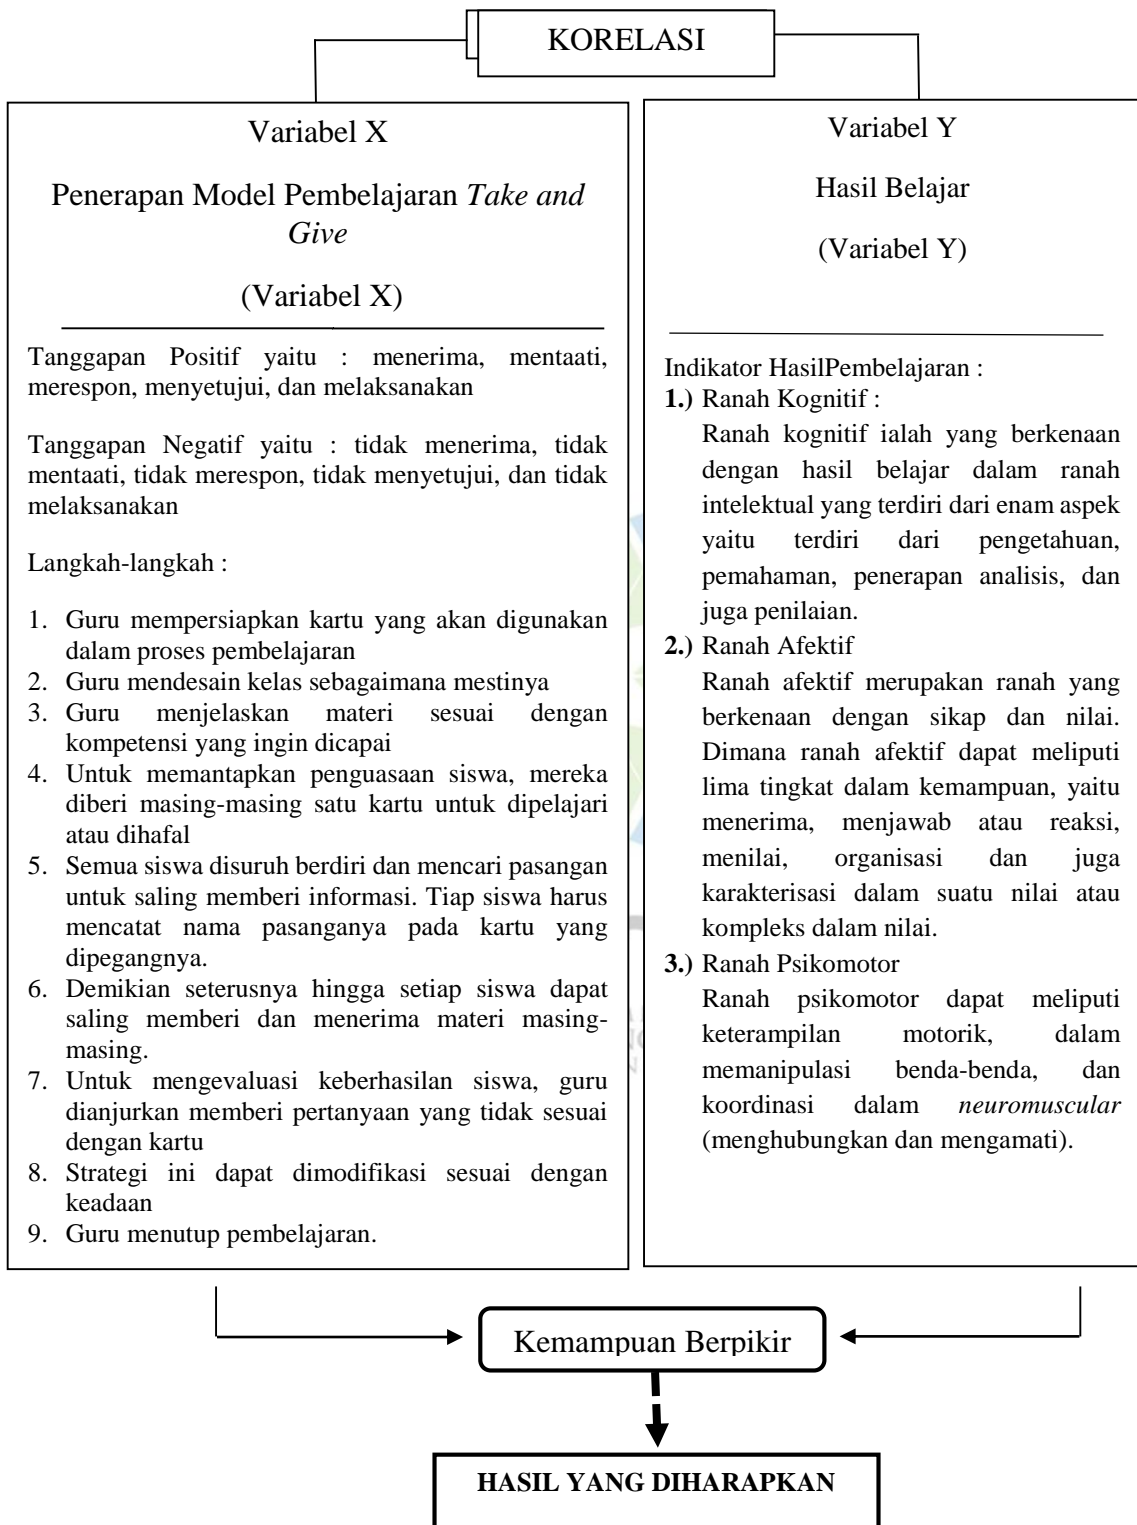 KORELASI
Variabel X
Penerapan Model Pembelajaran Take and
Give
(Variabel X)
Tanggapan Positif yaitu : menerima, mentaati,
merespon, menyetujui, dan melaksanakan
Tanggapan Negatif yaitu : tidak menerima, tidak
mentaati, tidak merespon, tidak menyetujui, dan tidak
melaksanakan
Langkah-langkah :
1. Guru mempersiapkan kartu yang akan digunakan
dalam proses pembelajaran
2. Guru mendesain kelas sebagaimana mestinya
3. Guru menjelaskan materi sesuai dengan
kompetensi yang ingin dicapai
4. Untuk memantapkan penguasaan siswa, mereka
diberi masing-masing satu kartu untuk dipelajari
atau dihafal
5. Semua siswa disuruh berdiri dan mencari pasangan
untuk saling memberi informasi. Tiap siswa harus
mencatat nama pasanganya pada kartu yang
dipegangnya.
6. Demikian seterusnya hingga setiap siswa dapat
saling memberi dan menerima materi masing-
masing.
7. Untuk mengevaluasi keberhasilan siswa, guru
dianjurkan memberi pertanyaan yang tidak sesuai
dengan kartu
8. Strategi ini dapat dimodifikasi sesuai dengan
keadaan
9. Guru menutup pembelajaran.
Variabel Y
Hasil Belajar
(Variabel Y)
Indikator HasilPembelajaran :
1.) Ranah Kognitif :
Ranah kognitif ialah yang berkenaan
dengan hasil belajar dalam ranah
intelektual yang terdiri dari enam aspek
yaitu terdiri dari pengetahuan,
pemahaman, penerapan analisis, dan
juga penilaian.
2.) Ranah Afektif
Ranah afektif merupakan ranah yang
berkenaan dengan sikap dan nilai.
Dimana ranah afektif dapat meliputi
lima tingkat dalam kemampuan, yaitu
menerima, menjawab atau reaksi,
menilai, organisasi dan juga
karakterisasi dalam suatu nilai atau
kompleks dalam nilai.
3.) Ranah Psikomotor
Ranah psikomotor dapat meliputi
keterampilan motorik, dalam
memanipulasi benda-benda, dan
koordinasi dalam neuromuscular
(menghubungkan dan mengamati).
Kemampuan Berpikir
HASIL YANG DIHARAPKAN